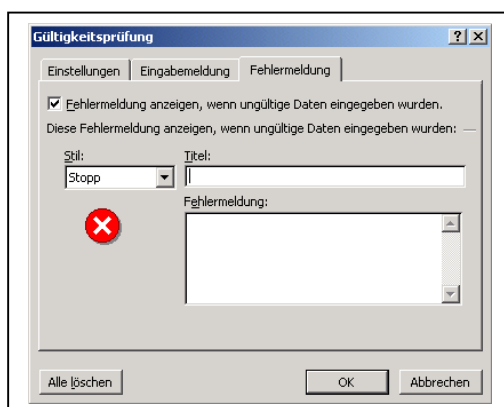 Gültigkeitsprüfung
Einstellungen Eingabemeldung Fehlermeldung
Fehlermeldung anzeigen, wenn ungültige Daten eingegeben wurden.
Diese Fehlermeldung anzeigen, wenn ungültige Daten eingegeben wurden:
Stil: Titel:
Stopp
Fehlermeldung:
Alle löschen OK Abbrechen